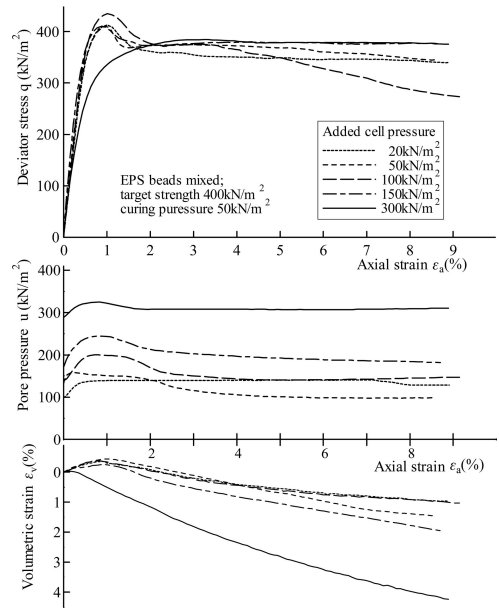 Deviator stress q (kN/m²)
400
300
200
100
0
EPS beads mixed;
target strength 400kN/m²
curing puressure 50kN/m²
Added cell pressure
20kN/m²
50kN/m²
100kN/m²
150kN/m²
300kN/m²
0 1 2 3 4 5 6 7 8 9
Axial strain εa(%)
Pore pressure u (kN/m²)
400
300
200
100
0 2 4 6 8
Axial strain εa(%)
Volumetric strain εv(%)
0
1
2
3
4